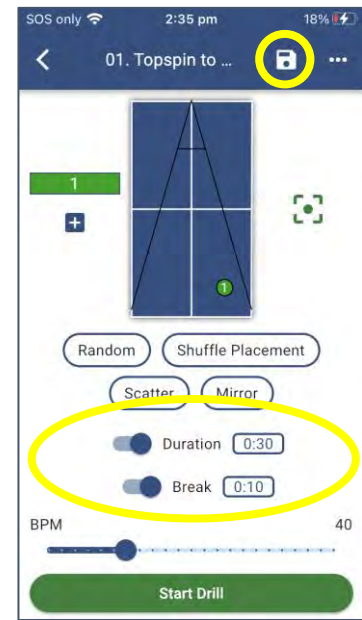 SOS only 2:35 pm 18%
01. Topspin to ...
1
1
Random Shuffle Placement
Scatter Mirror
Duration 0:30
Break 0:10
BPM 40
Start Drill